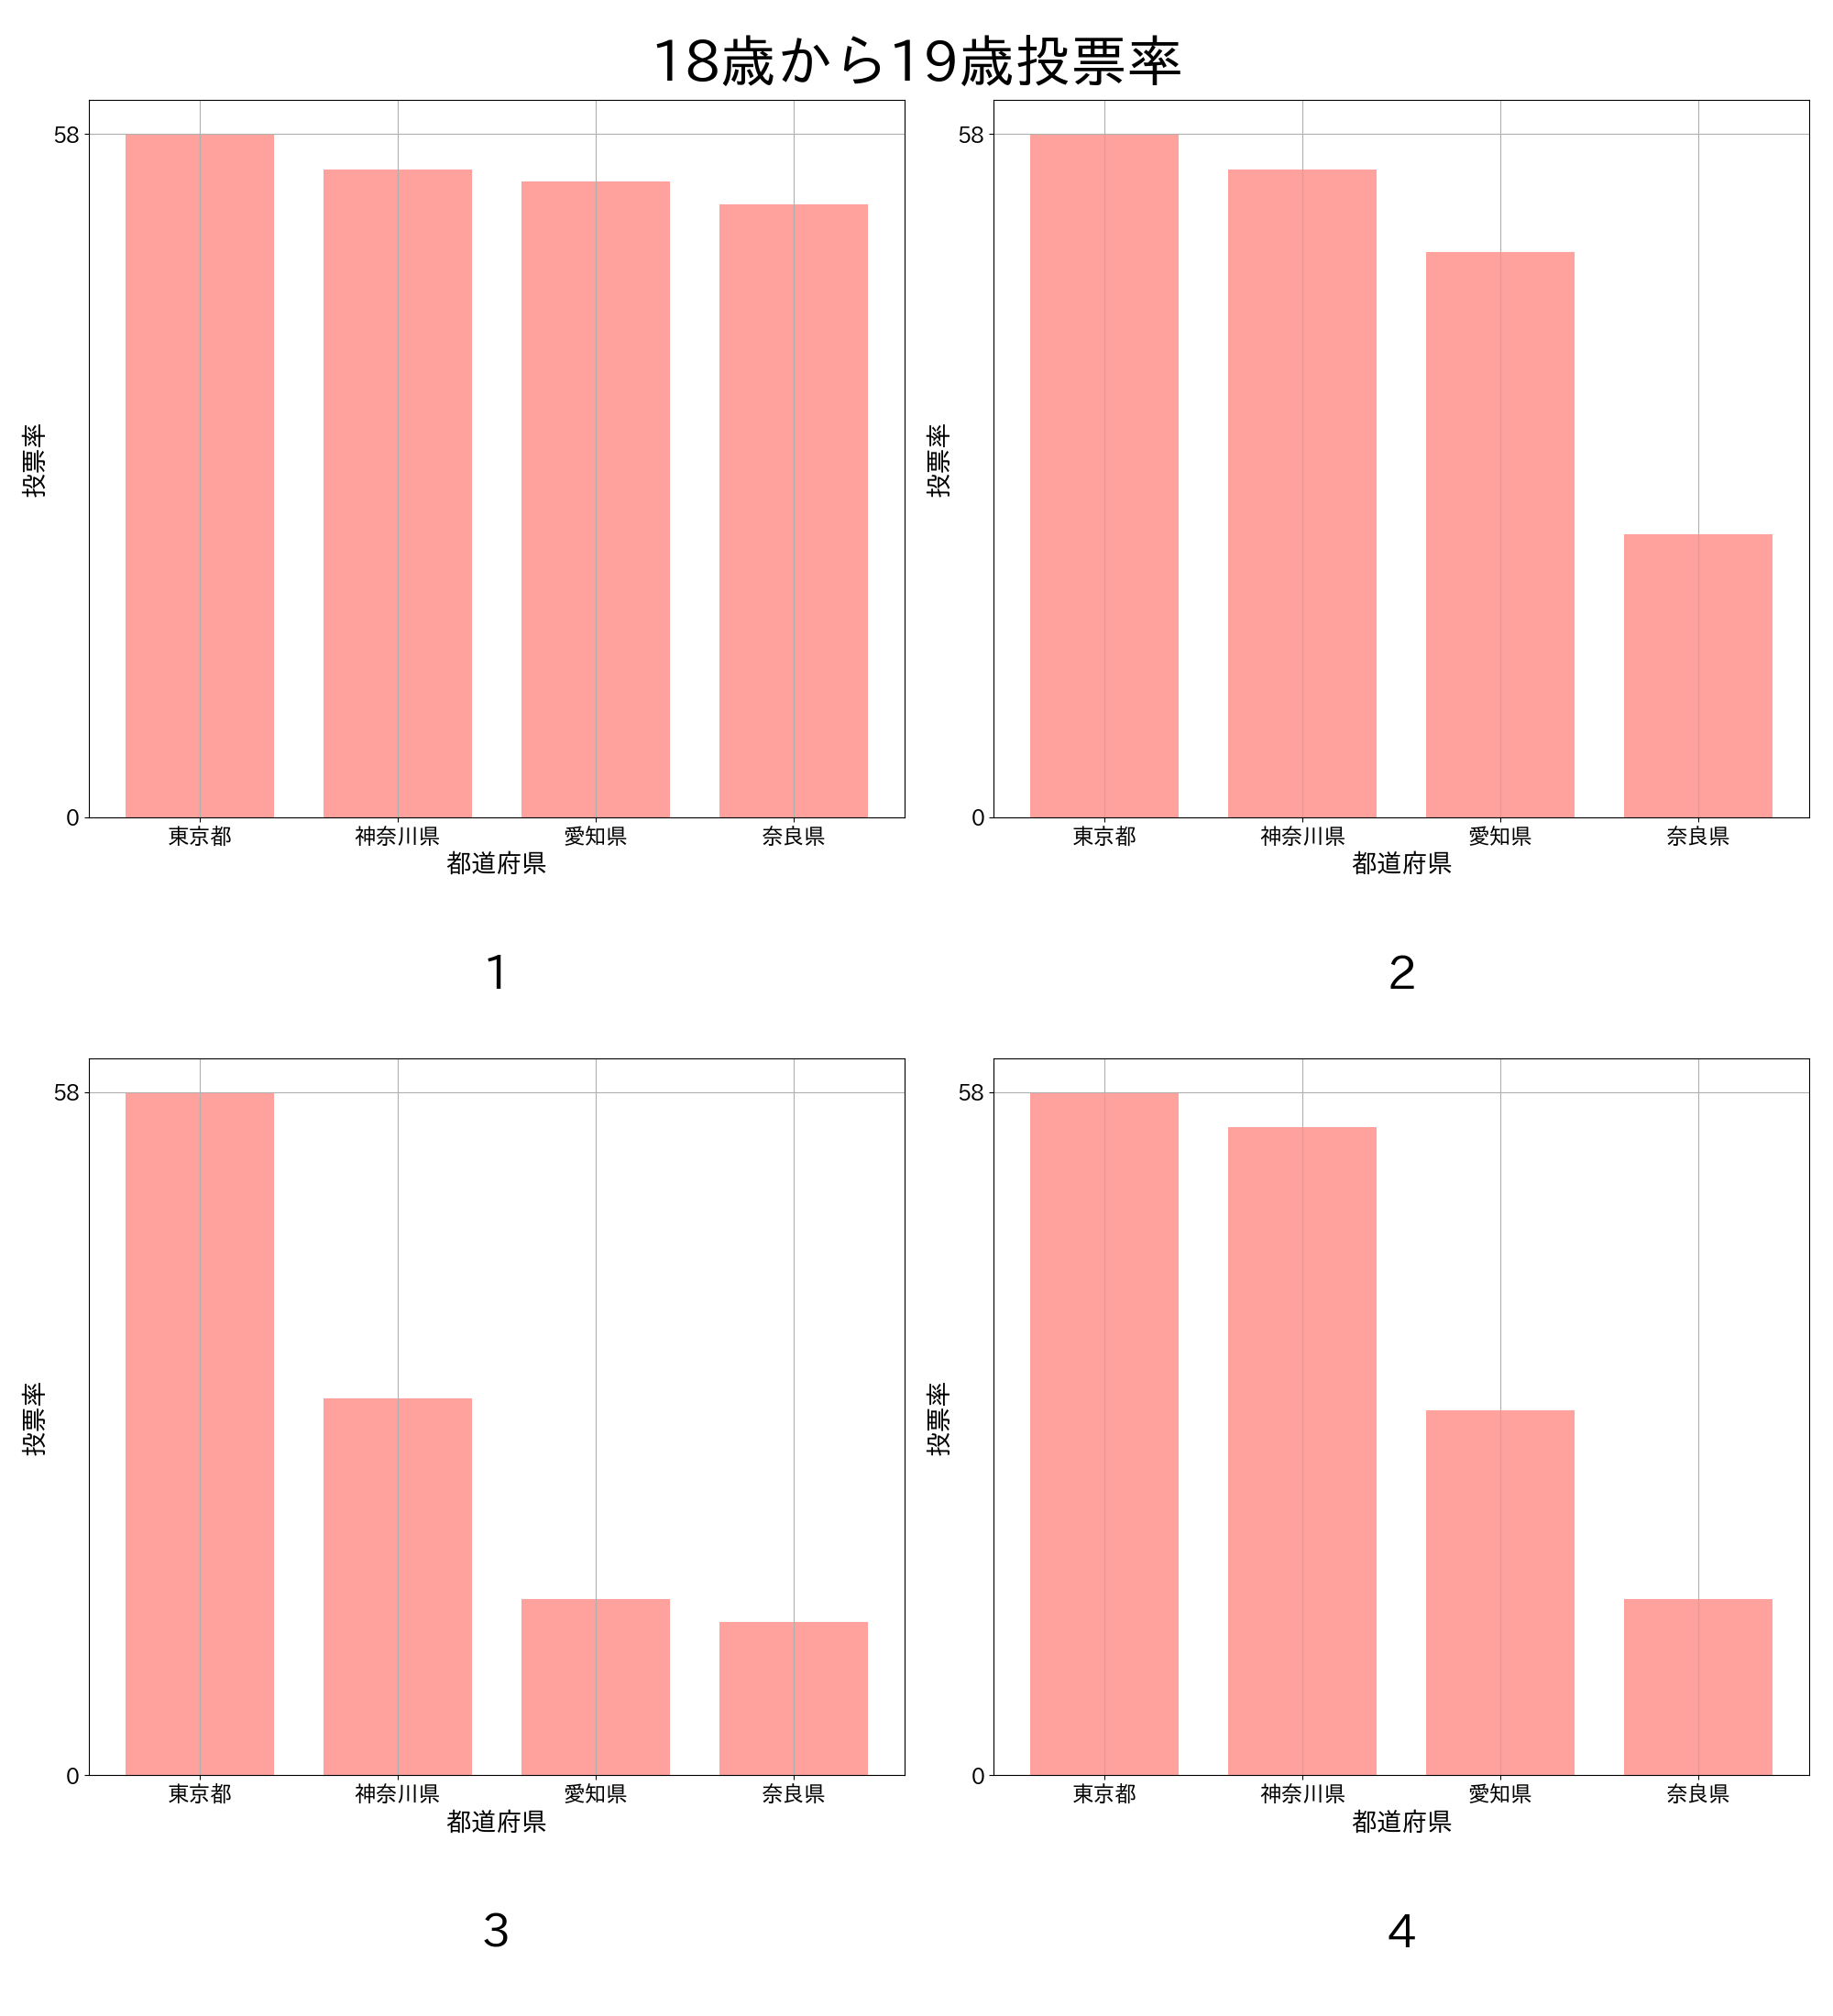 18歳から19歳投票率
58
0
投票率
東京都 神奈川県 愛知県 奈良県
都道府県
1
58
0
投票率
東京都 神奈川県 愛知県 奈良県
都道府県
2
58
0
投票率
東京都 神奈川県 愛知県 奈良県
都道府県
3
58
0
投票率
東京都 神奈川県 愛知県 奈良県
都道府県
4